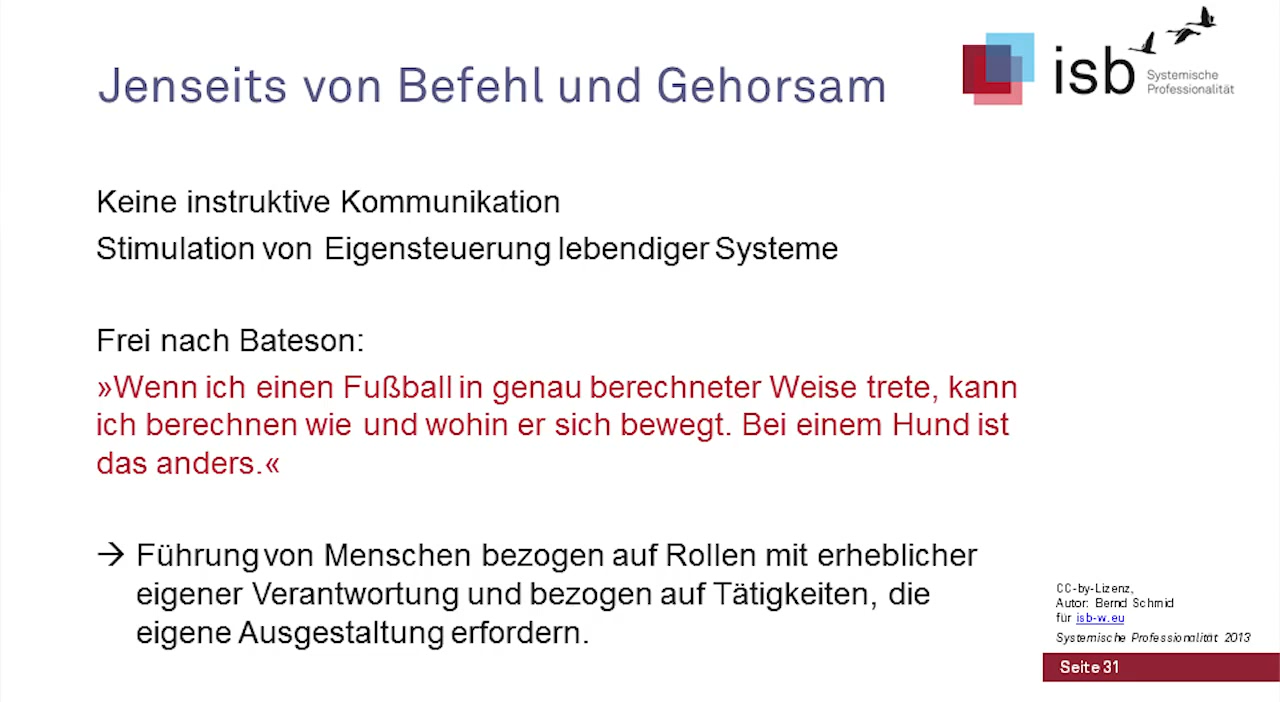 Jenseits von Befehl und Gehorsam
isb
Systemische
Professionalität
Keine instruktive Kommunikation
Stimulation von Eigensteuerung lebendiger Systeme
Frei nach Bateson:
»Wenn ich einen Fußball in genau berechneter Weise trete, kann
ich berechnen wie und wohin er sich bewegt. Bei einem Hund ist
das anders.«
→ Führung von Menschen bezogen auf Rollen mit erheblicher
eigener Verantwortung und bezogen auf Tätigkeiten, die
eigene Ausgestaltung erfordern.
CC-by-Lizenz,
Autor: Bernd Schmid
für isb-w.eu
Systemische Professionalität 2013
Seite 31